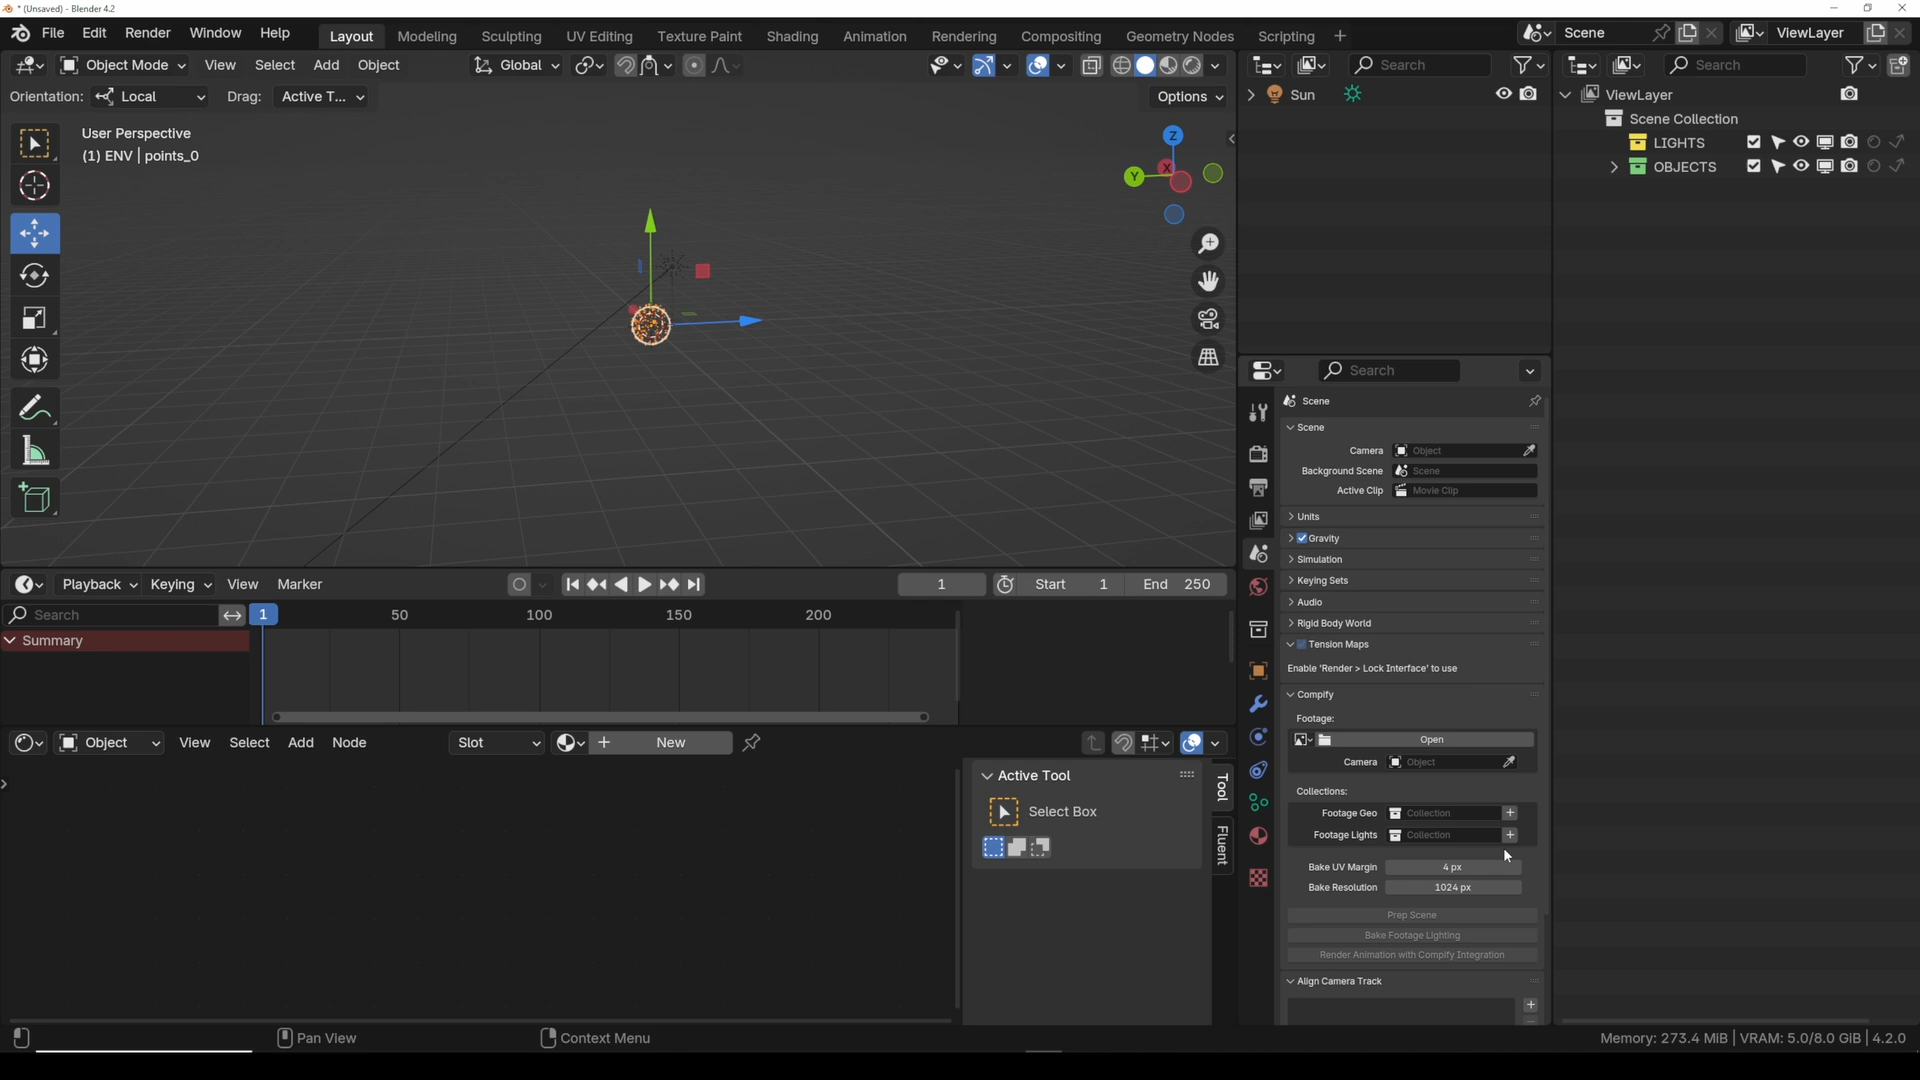 * (Unsaved) - Blender 4.2
File Edit Render Window Help
Layout Modeling Sculpting UV Editing Texture Paint Shading Animation Rendering Compositing Geometry Nodes Scripting +
Scene
ViewLayer
Object Mode View Select Add Object
Global
Search
Search
Orientation: Local Drag: Active T...
Options
User Perspective
(1) ENV | points_0
Z
X
Y
Sun
ViewLayer
Scene Collection
LIGHTS
OBJECTS
Search
Scene
Scene
Camera Object
Background Scene Scene
Active Clip Movie Clip
Units
Gravity
Simulation
Keying Sets
Audio
Rigid Body World
Tension Maps
Enable 'Render > Lock Interface' to use
Compify
Footage:
Open
Camera Object
Collections:
Footage Geo Collection +
Footage Lights Collection +
Bake UV Margin 4 px
Bake Resolution 1024 px
Prep Scene
Bake Footage Lighting
Render Animation with Compify Integration
Align Camera Track
+
Playback Keying View Marker
1
Start 1 End 250
Search
1 50 100 150 200
Summary
Object View Select Add Node
Slot
+ New
Active Tool
Select Box
Tool
Fluent
Pan View
Context Menu
Memory: 273.4 MiB | VRAM: 5.0/8.0 GiB | 4.2.0